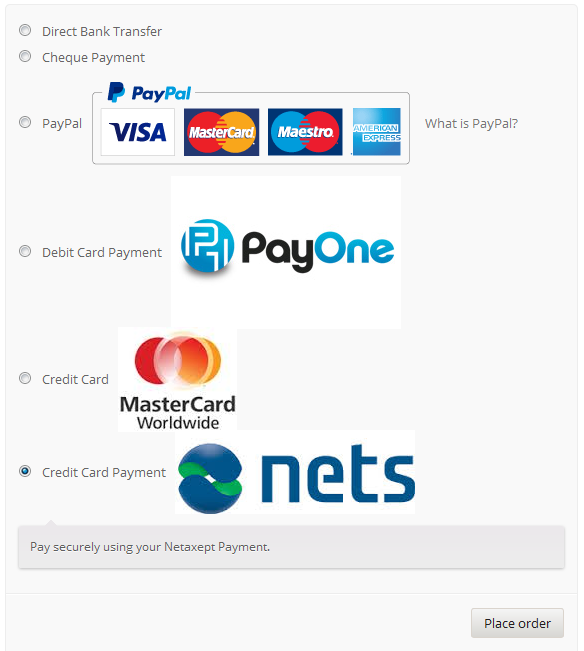 Direct Bank Transfer
Cheque Payment
PayPal
PayPal
VISA
MasterCard
Maestro
AMERICAN
EXPRESS
What is PayPal?
Debit Card Payment
PayOne
Credit Card
MasterCard
Worldwide
Credit Card Payment
nets
Pay securely using your Netaxept Payment.
Place order